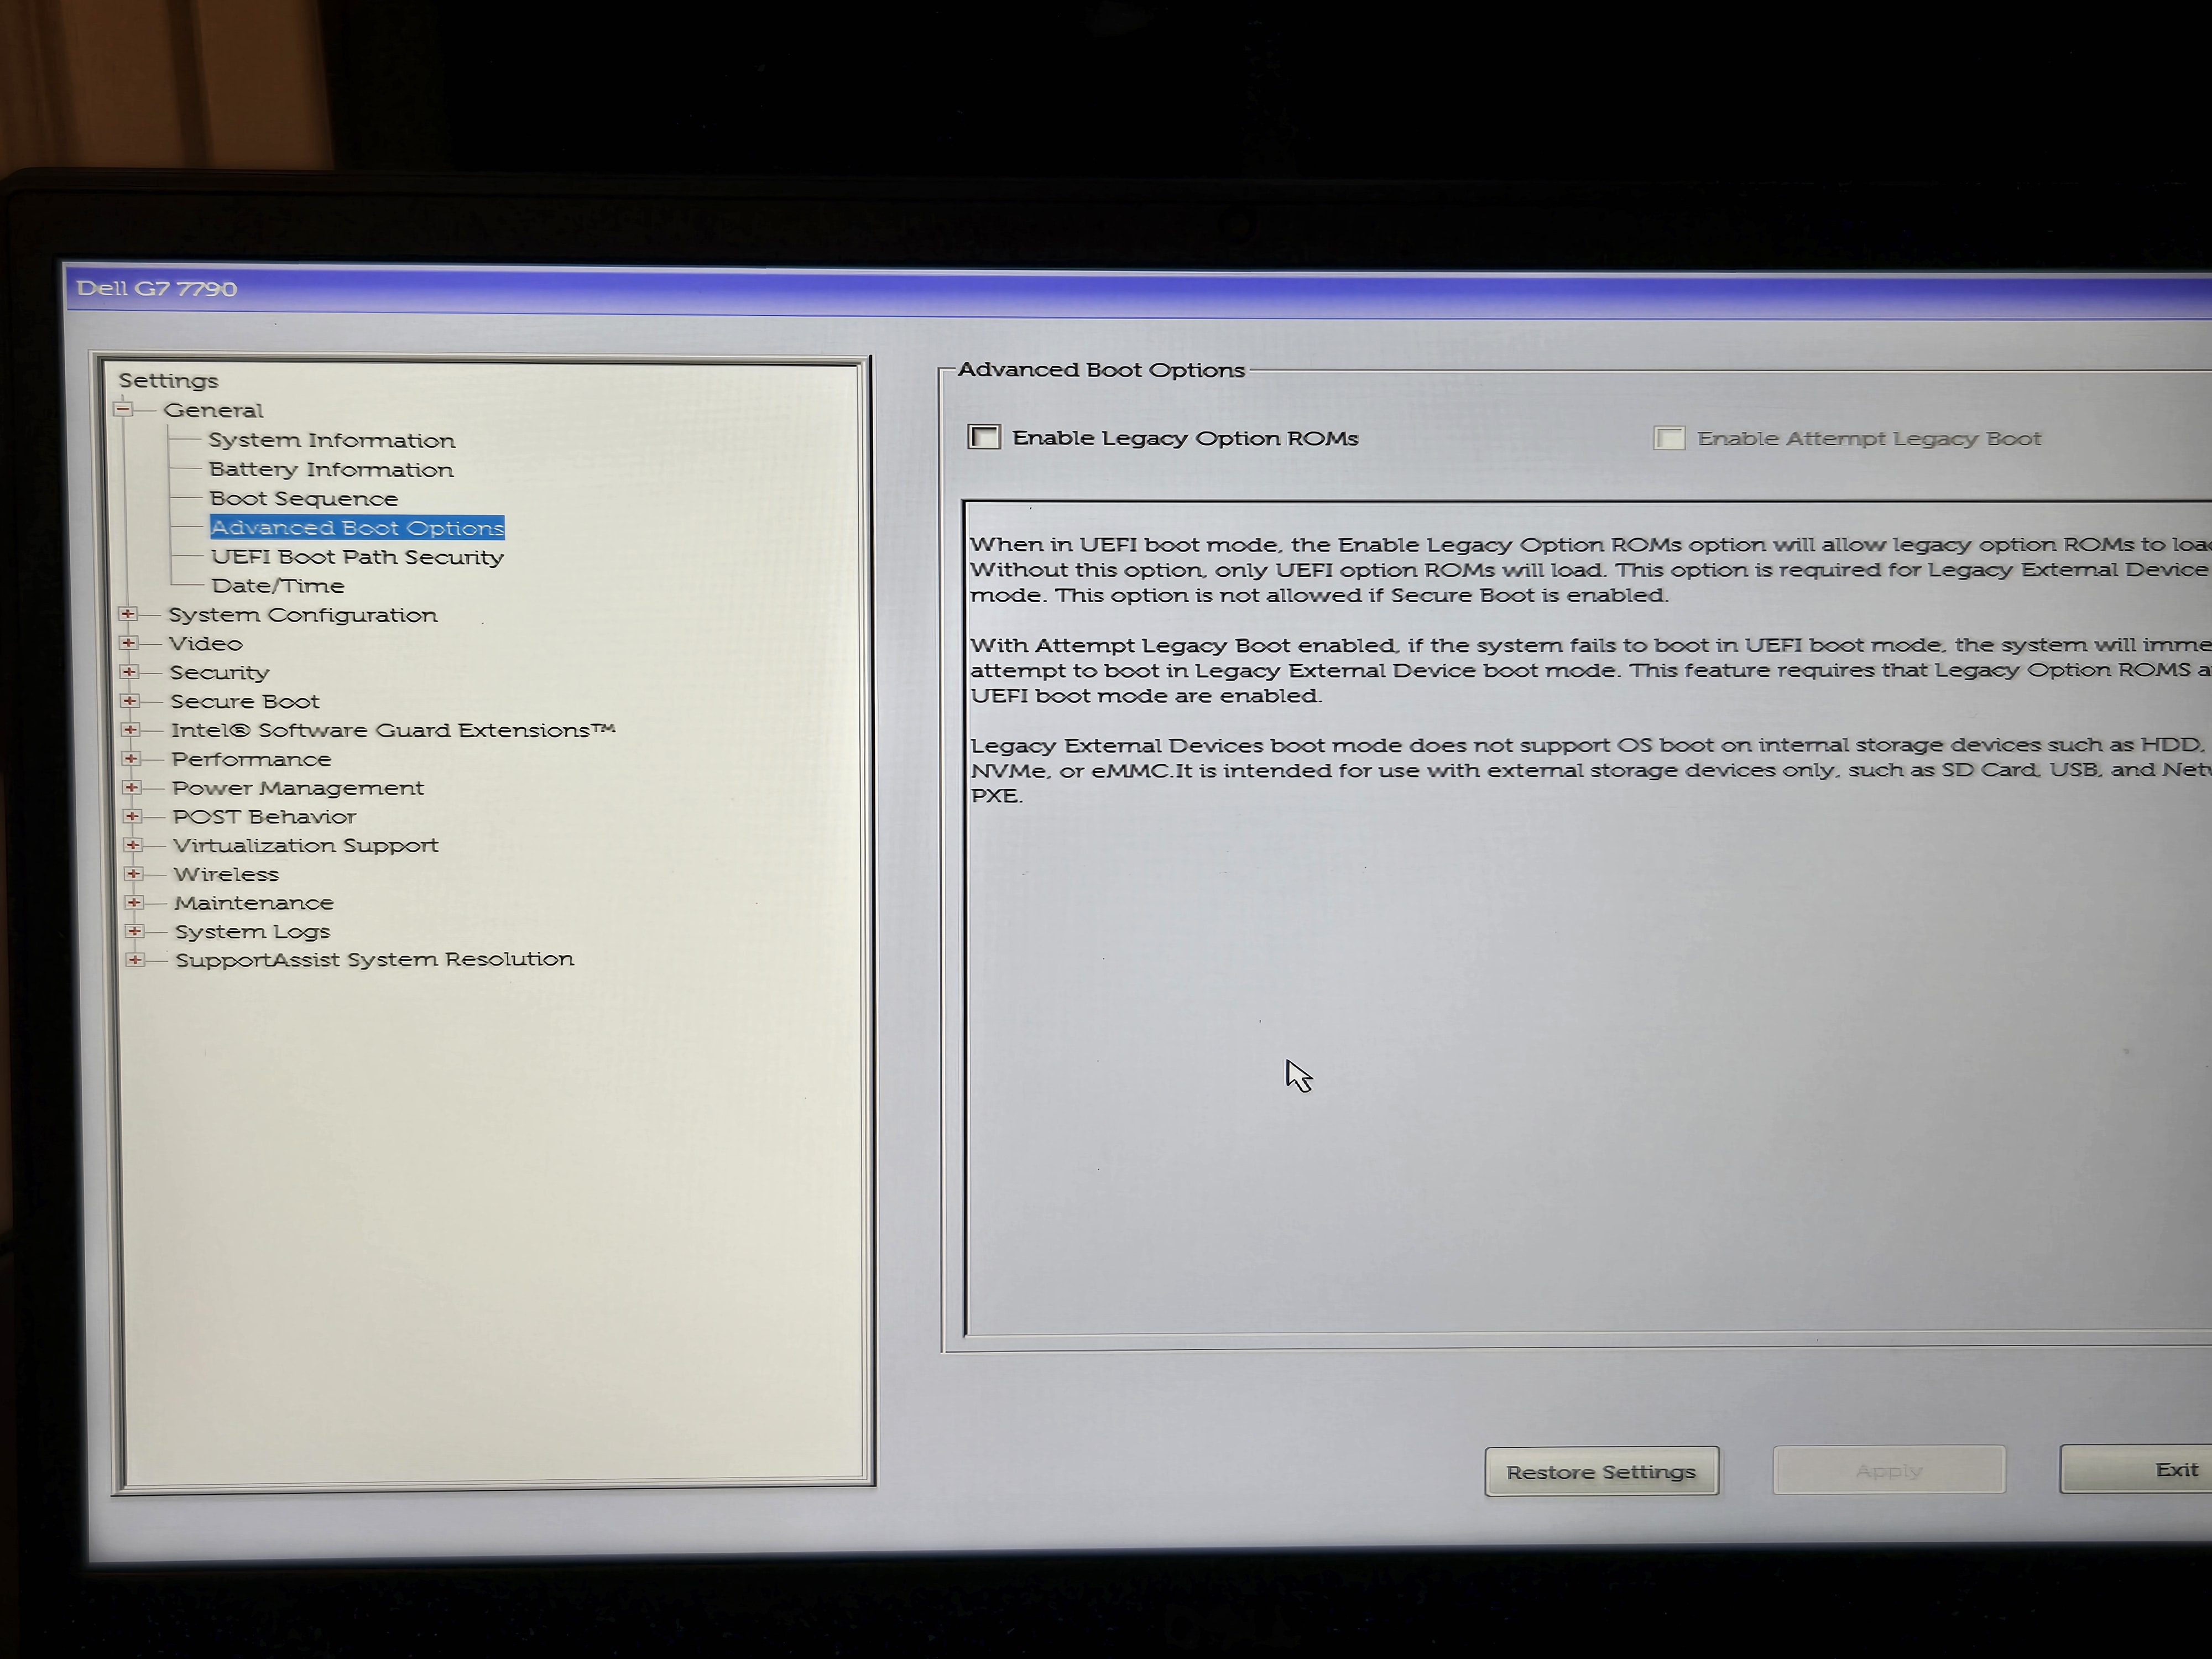 Dell G7 7790
Settings
General
System Information
Battery Information
Boot Sequence
Advanced Boot Options
UEFI Boot Path Security
Date/Time
System Configuration
Video
Security
Secure Boot
Intel® Software Guard Extensions™
Performance
Power Management
POST Behavior
Virtualization Support
Wireless
Maintenance
System Logs
SupportAssist System Resolution
Advanced Boot Options
Enable Legacy Option ROMs
Enable Attempt Legacy Boot
When in UEFI boot mode, the Enable Legacy Option ROMs option will allow legacy option ROMs to
Without this option, only UEFI option ROMs will load. This option is required for Legacy External Device
mode. This option is not allowed if Secure Boot is enabled.
With Attempt Legacy Boot enabled, if the system fails to boot in UEFI boot mode, the system will
attempt to boot in Legacy External Device boot mode. This feature requires that Legacy Option ROMS
UEFI boot mode are enabled.
Legacy External Devices boot mode does not support OS boot on internal storage devices such as HDD,
NVMe, or eMMC.It is intended for use with external storage devices only, such as SD Card, USB, and
PXE.
Restore Settings
Apply
Exit
DELL